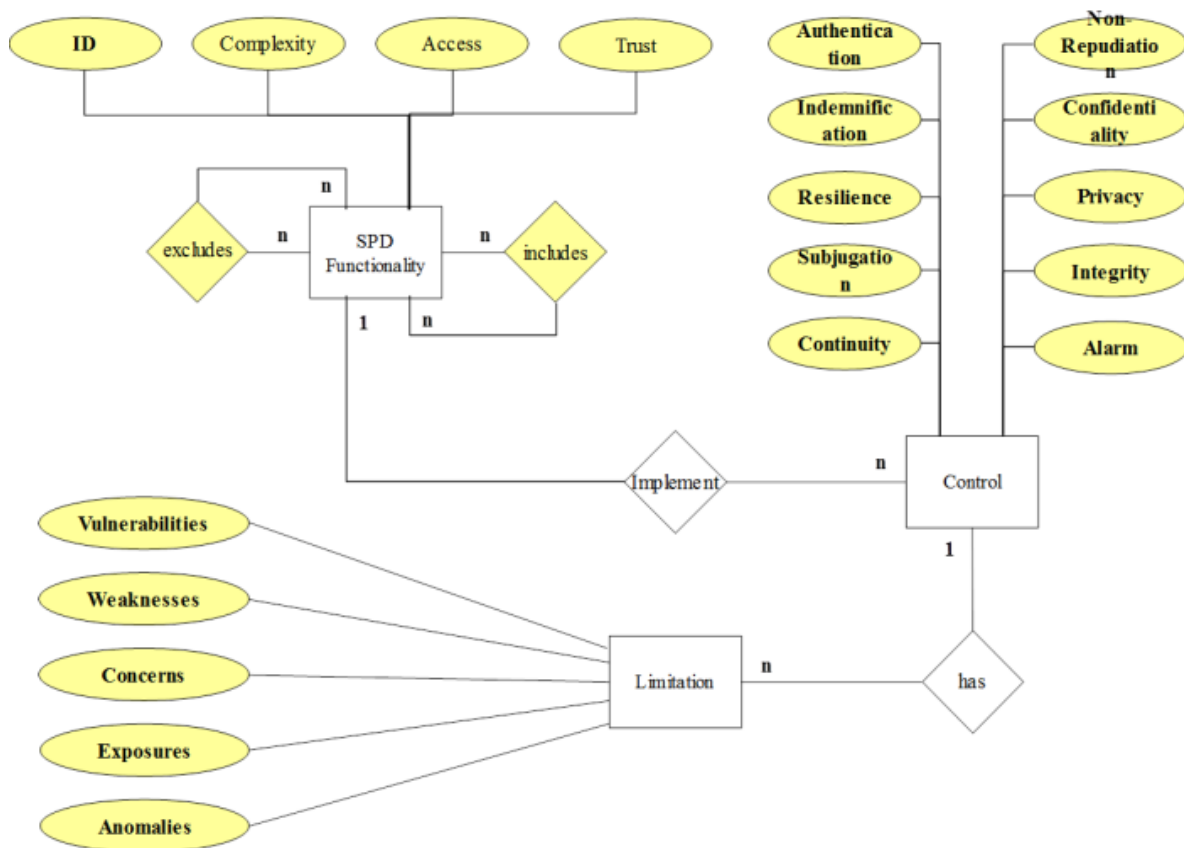 ID
Complexity
Access
Trust
Authentica
tion
Non-
Repudiatio
n
Indemnific
ation
Confidenti
ality
Resilience
Privacy
Subjugatio
n
Integrity
Continuity
Alarm
n
excludes
n
SPD
Functionality
n
includes
n
1
Implement
n
Control
1
Vulnerabilities
Weaknesses
Concerns
Exposures
Anomalies
Limitation
n
has